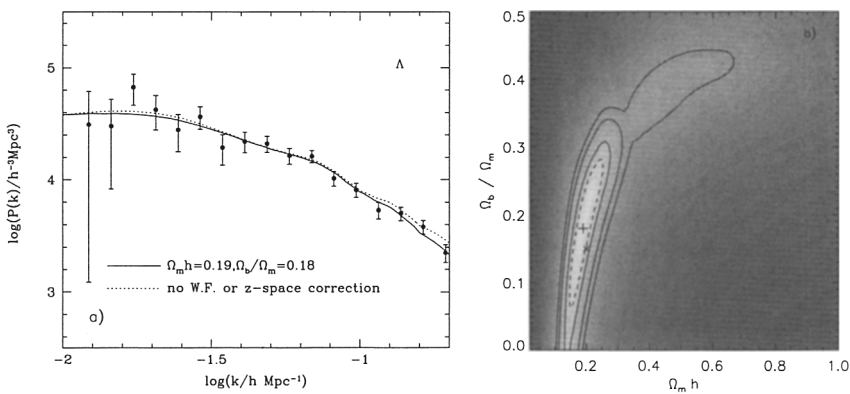 5
4
3
log(P(k)/h⁻³Mpc³)
Λ
Ωₘh=0.19,Ω_b/Ωₘ=0.18
no W.F. or z-space correction
a)
-2
-1.5
-1
log(k/h Mpc⁻¹)
0.5
0.4
0.3
0.2
0.1
0.0
Ω_b / Ωₘ
b)
0.2
0.4
0.6
0.8
1.0
Ωₘ h